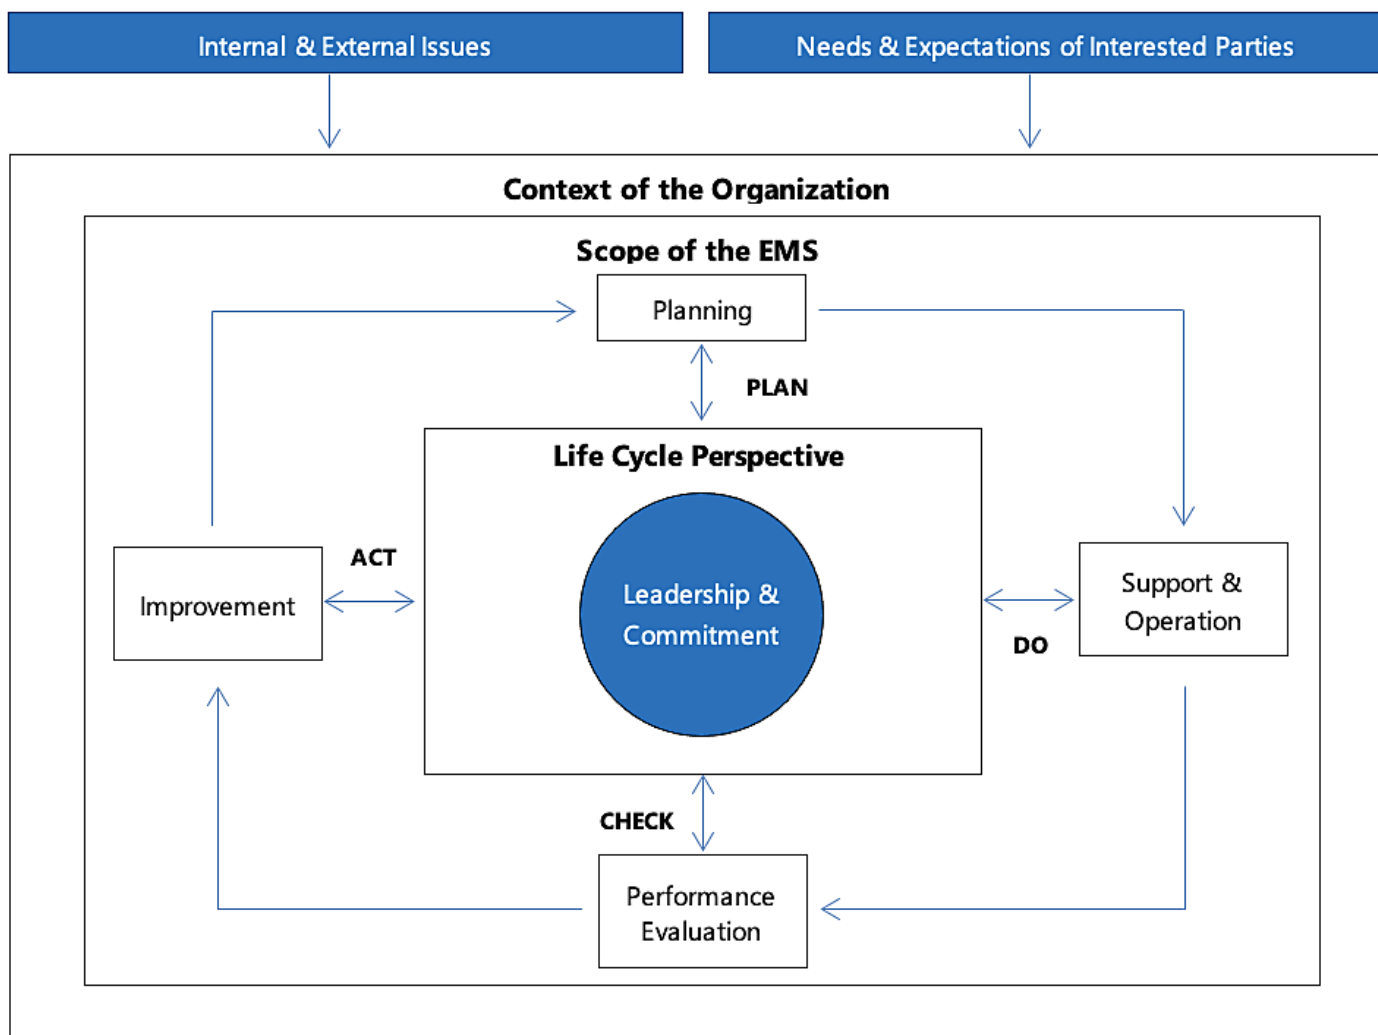 Internal & External Issues
Needs & Expectations of Interested Parties
Context of the Organization
Scope of the EMS
Planning
PLAN
Life Cycle Perspective
ACT
Improvement
Leadership &
Commitment
Support &
Operation
DO
CHECK
Performance
Evaluation